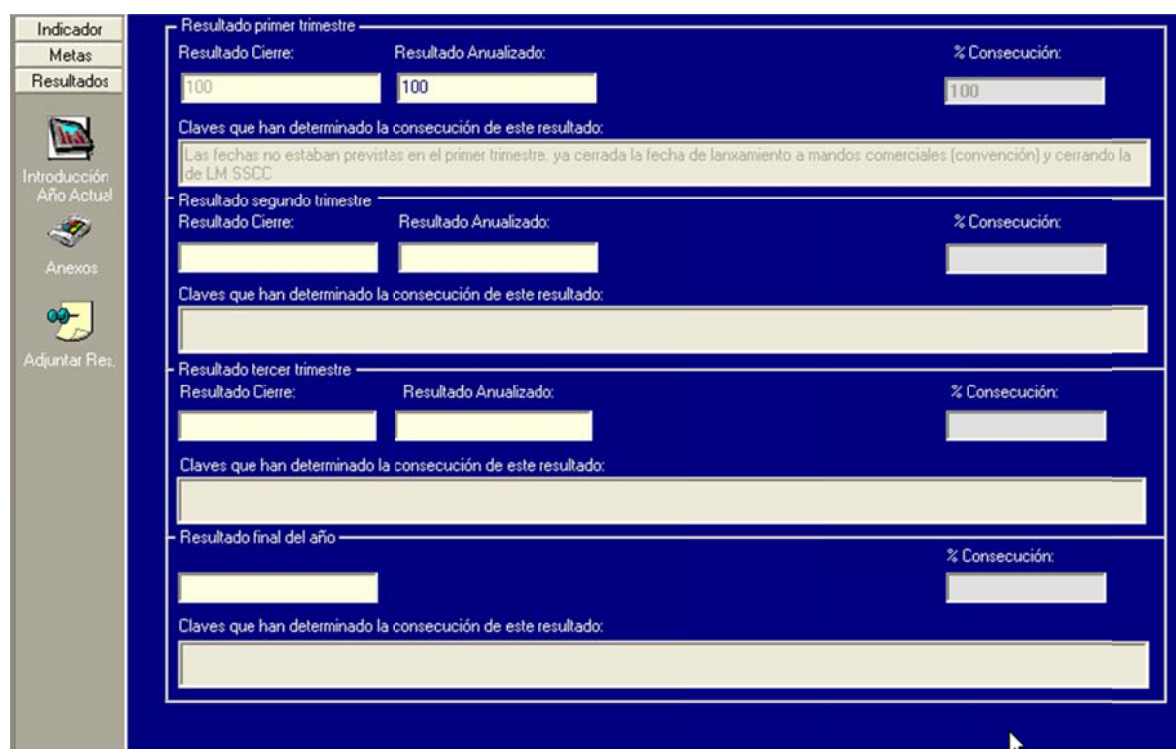 Indicador
Metas
Resultados
Introducción
Año Actual
Anexos
Adjuntar Res.
Resultado primer trimestre
Resultado Cierre: Resultado Anualizado: % Consecución:
100 100 100
Claves que han determinado la consecución de este resultado:
Las fechas no estaban previstas en el primer trimestre. ya cerrada la fecha de lanxamiento a mandos comerciales (convención) y cerrando la
de LM SSCC
Resultado segundo trimestre
Resultado Cierre: Resultado Anualizado: % Consecución:
Claves que han determinado la consecución de este resultado:
Resultado tercer trimestre
Resultado Cierre: Resultado Anualizado: % Consecución:
Claves que han determinado la consecución de este resultado:
Resultado final del año
% Consecución:
Claves que han determinado la consecución de este resultado: